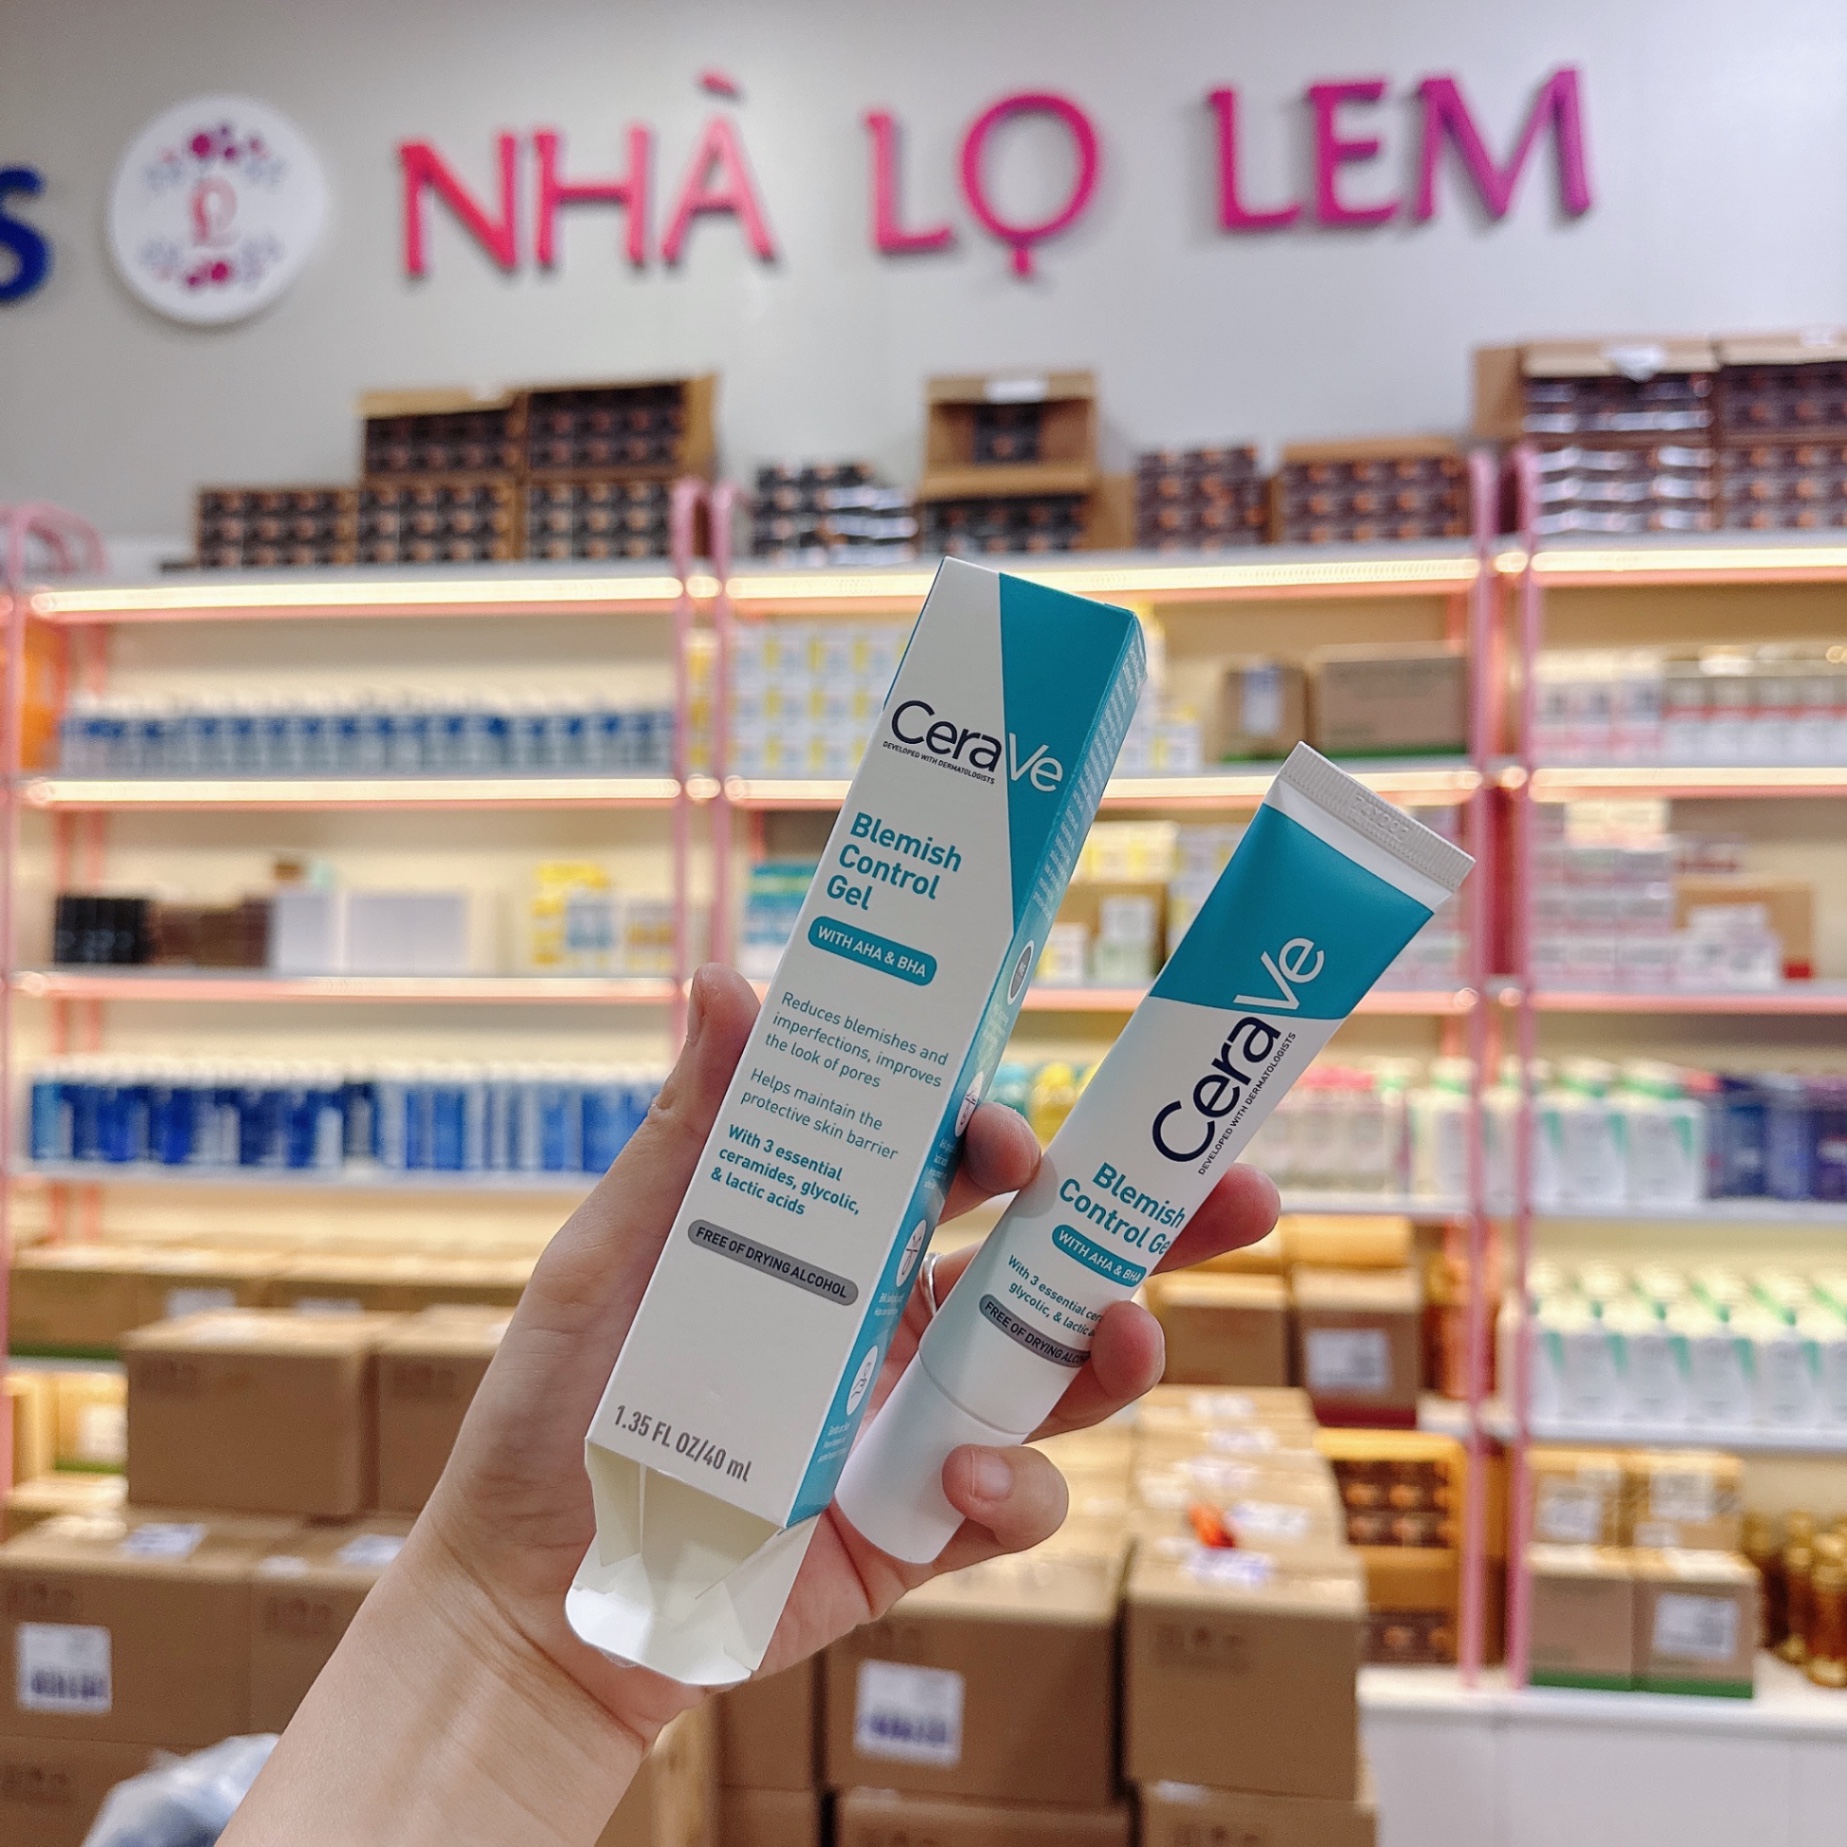 S
NHÀ LỌ LEM
CeraVe
DEVELOPED WITH DERMATOLOGISTS
Blemish
Control
Gel
WITH AHA & BHA
Reduces blemishes and
imperfections, improves
the look of pores
Helps maintain the
protective skin barrier
With 3 essential
ceramides, glycolic,
& lactic acids
FREE OF DRYING ALCOHOL
1.35 FL OZ/40 ml
CeraVe
DEVELOPED WITH DERMATOLOGISTS
Blemish
Control Ge
WITH AHA & BHA
With 3 essential cer
glycolic, & lactic a
FREE OF DRYING ALCO